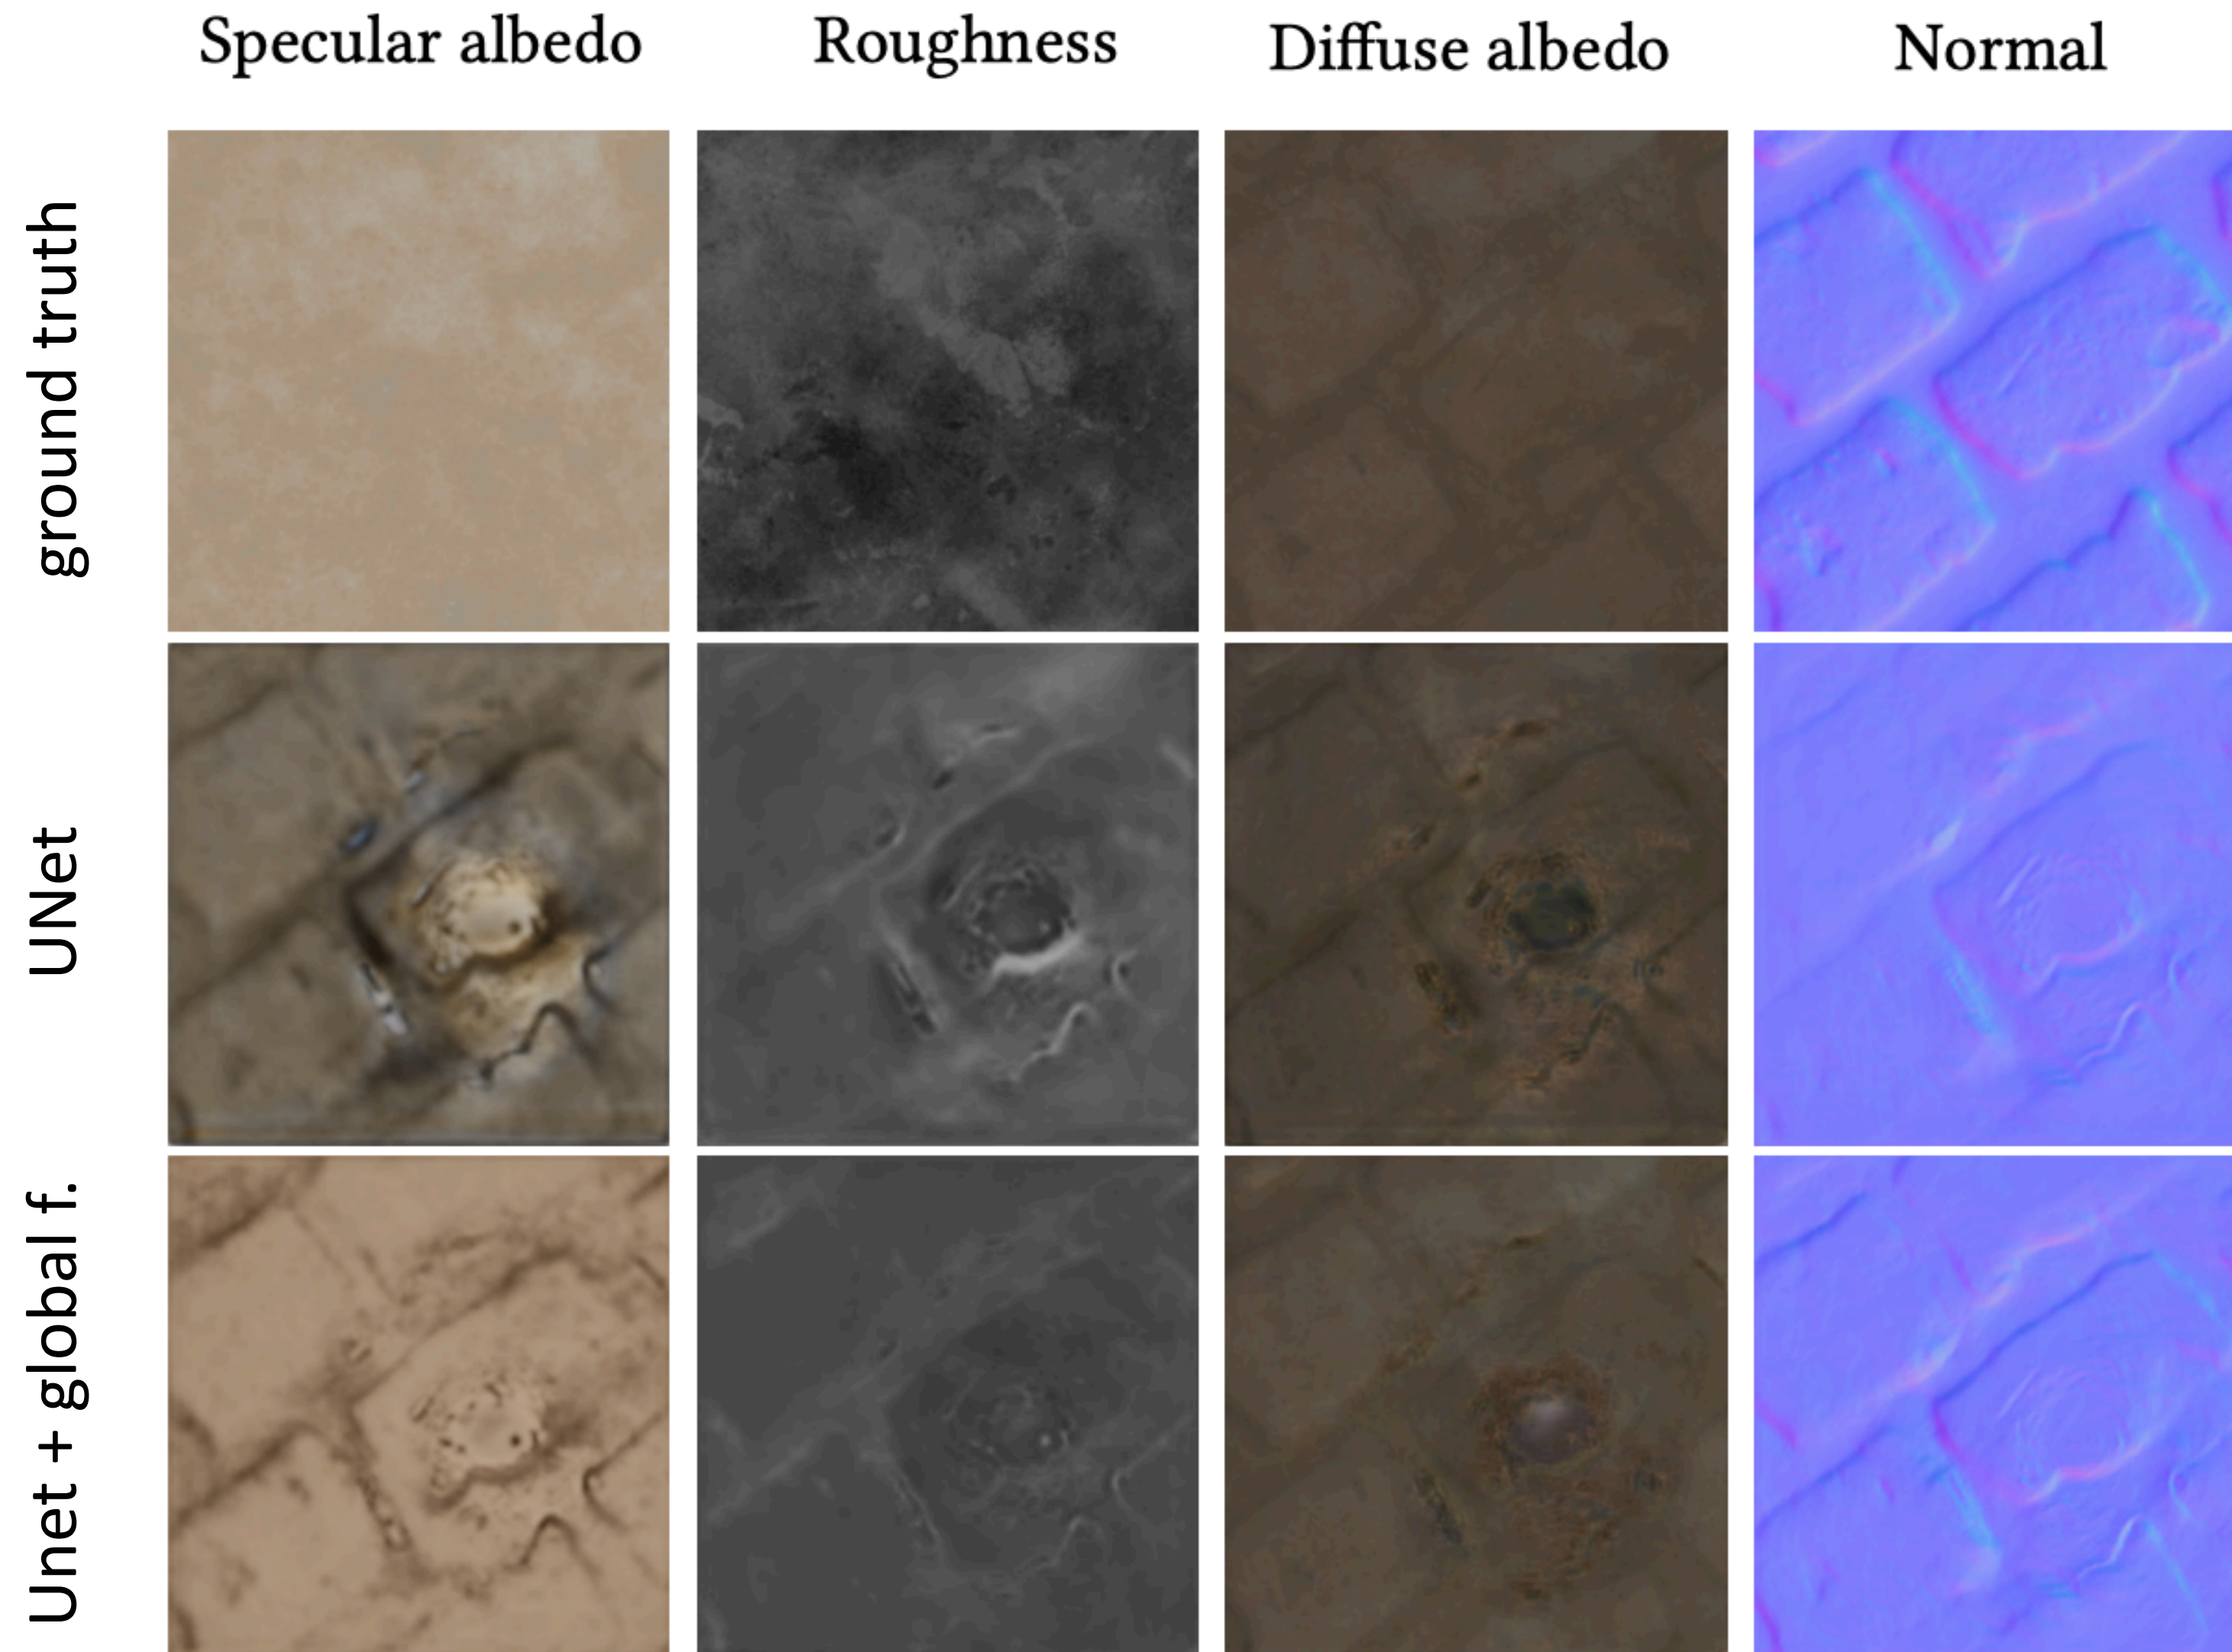 Specular albedo
Roughness
Diffuse albedo
Normal
ground truth
UNet
Unet + global f.